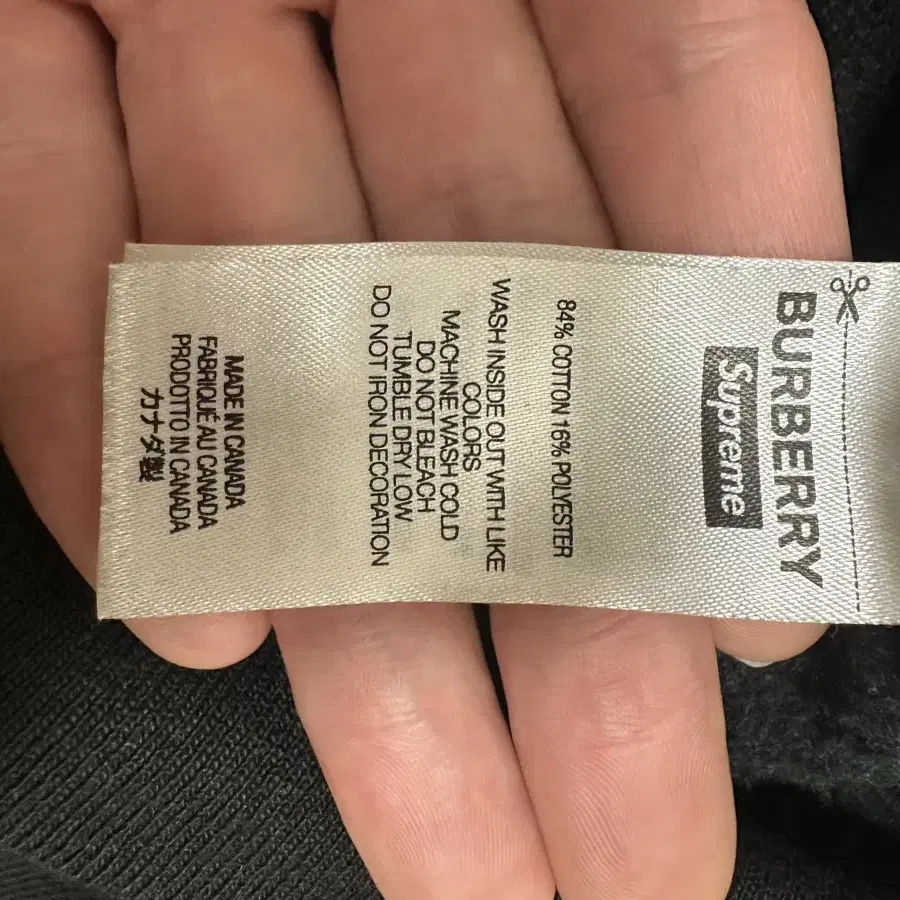 BURBERRY
Supreme
84% COTTON 16% POLYESTER
WASH INSIDE OUT WITH LIKE
COLORS
MACHINE WASH COLD
DO NOT BLEACH
TUMBLE DRY LOW
DO NOT IRON DECORATION
MADE IN CANADA
FABRIQUÉ AU CANADA
PRODOTTO IN CANADA
カナダ製